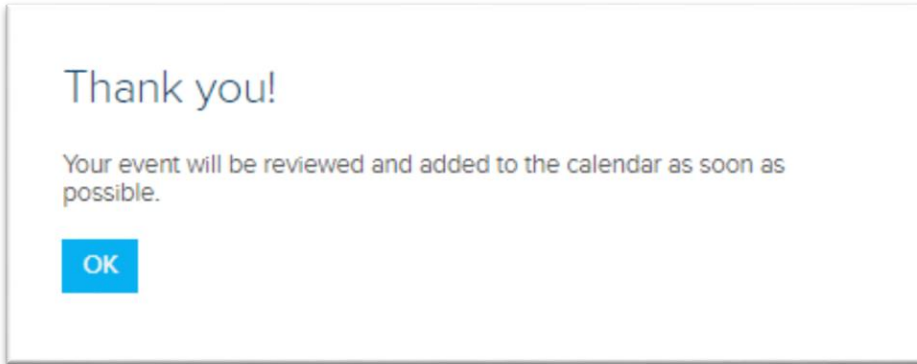 Thank you!
Your event will be reviewed and added to the calendar as soon as
possible.
OK